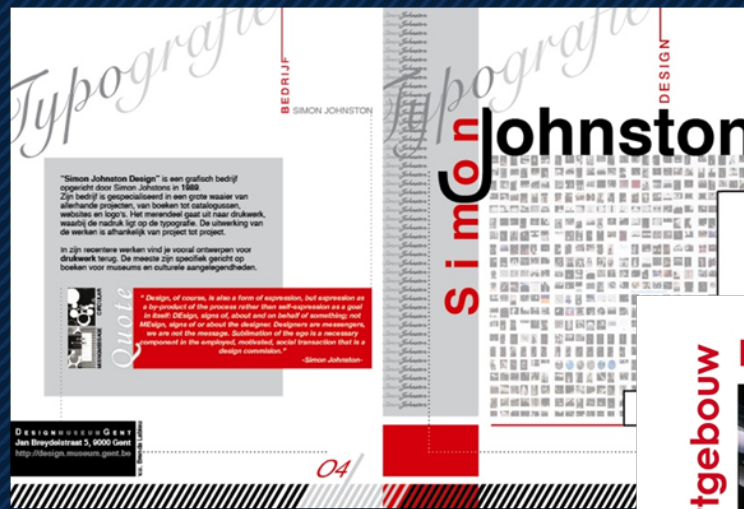 Typografie
BEDRIJF
SIMON JOHNSTON
"Simon Johnston Design" is een grafisch bedrijf
opgericht door Simon Johstons in 1989.
Zijn bedrijf is gespecialiseerd in een grote waaier van
allerhande projecten, van boeken tot catalogussen,
websites en logo's. Het merendeel gaat uit naar drukwerk,
waarbij de nadruk ligt op de typografie. De uitwerking van
de werken is afhankelijk van project tot project.
In zijn recentere werken vind je vooral ontwerpen voor
drukwerk terug. De meeste zijn specifiek gericht op
boeken voor museums en culturele aangelegendheden.
Quote
" Design, of course, is also a form of expression, but expression as
a by-product of the process rather than self-expression as a goal
in itself: DEsign, signs of, about and on behalf of something; not
MEsign, signs of or about the designer. Designers are messengers,
we are not the message. Sublimation of the ego is a necessary
component in the employed, motivated, social transaction that is a
design commision."
-Simon Johnston-
DESIGNMUSEUMGENT
Jan Breydelstraat 5, 9000 Gent
http://design.museum.gent.be
04
Typografie
DESIGN
Simon
Johnston
tgebouw